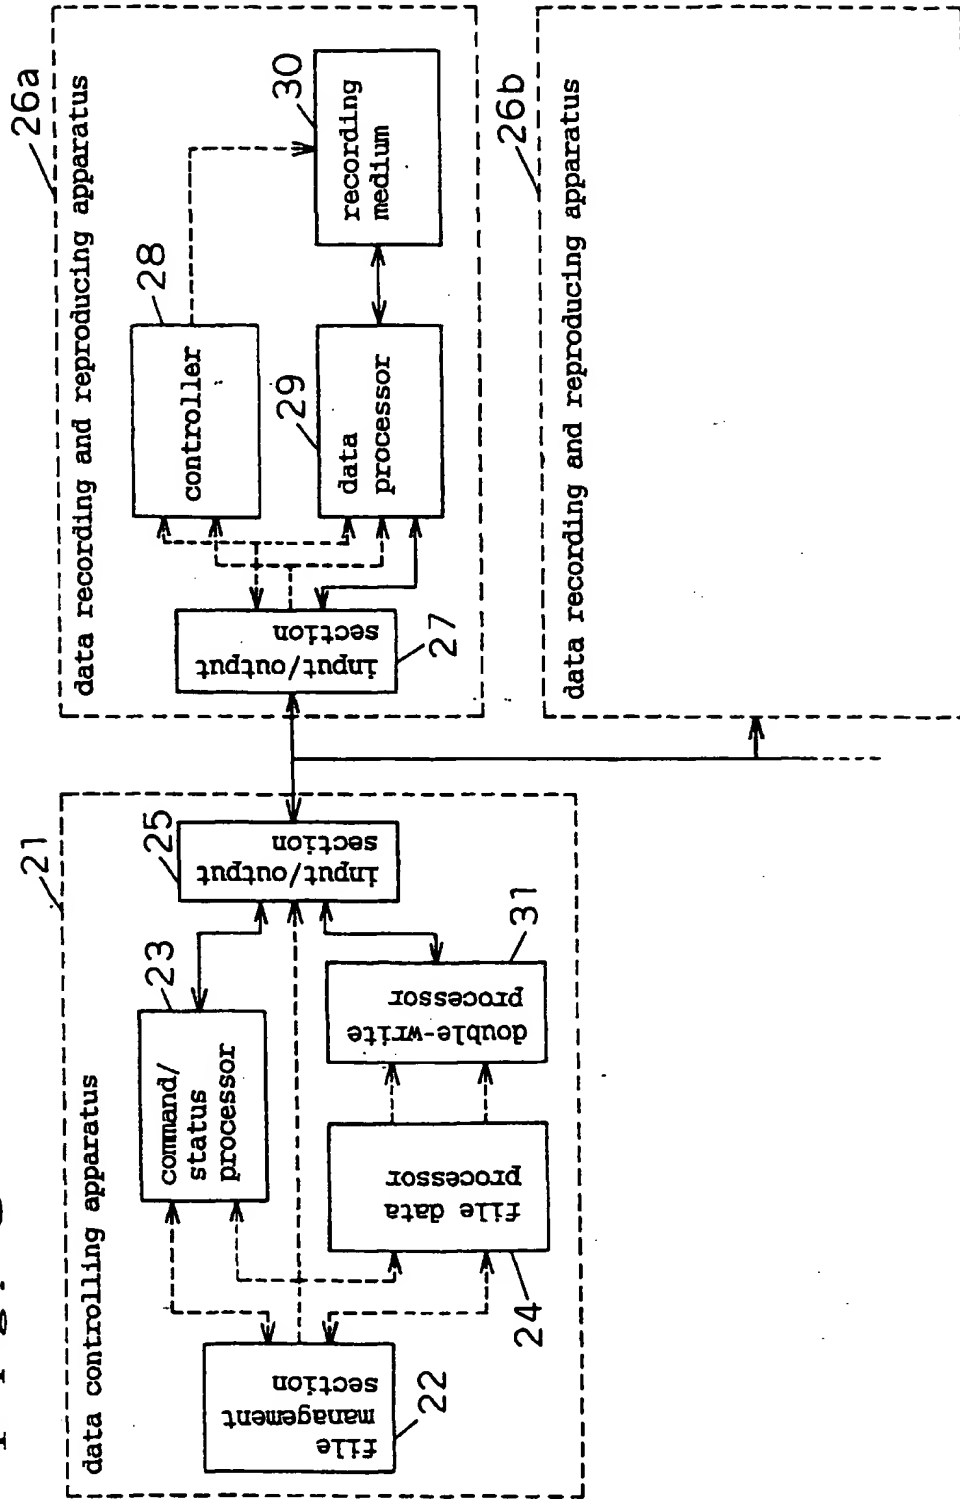 21
data controlling apparatus
file
management
section
22
command/
status
processor
23
file data
processor
24
double-write
processor
31
input/output
section
25
26a
data recording and reproducing apparatus
input/output
section
27
controller
28
data
processor
29
recording
medium
30
26b
data recording and reproducing apparatus